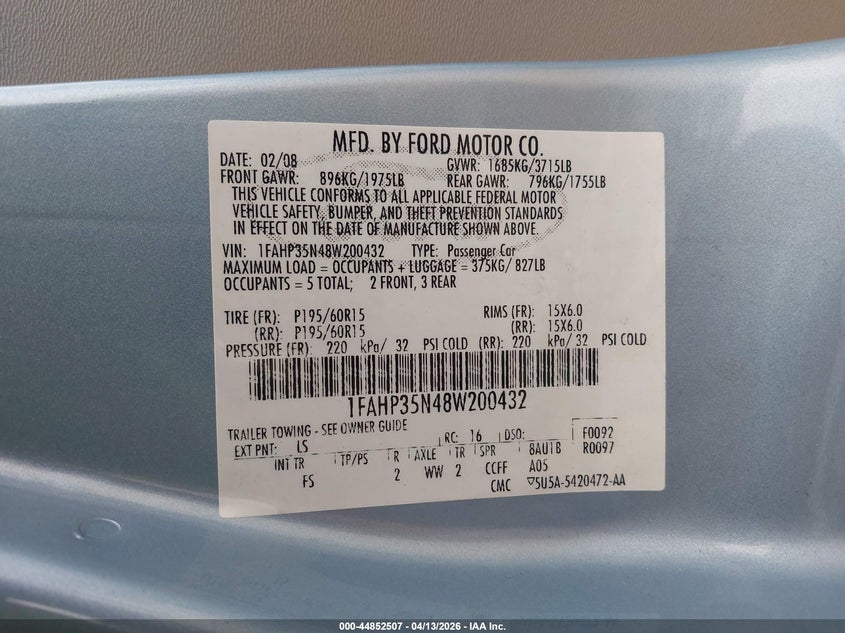 MFD. BY FORD MOTOR CO.
DATE: 02/08 GVWR: 1685KG/3715LB
FRONT GAWR: 896KG/1975LB REAR GAWR: 796KG/1755LB
THIS VEHICLE CONFORMS TO ALL APPLICABLE FEDERAL MOTOR
VEHICLE SAFETY, BUMPER, AND THEFT PREVENTION STANDARDS
IN EFFECT ON THE DATE OF MANUFACTURE SHOWN ABOVE.
VIN: 1FAHP35N48W200432 TYPE: Passenger Car
MAXIMUM LOAD = OCCUPANTS + LUGGAGE = 375KG/ 827LB
OCCUPANTS = 5 TOTAL; 2 FRONT, 3 REAR
TIRE (FR): P195/60R15 RIMS (FR): 15X6.0
(RR): P195/60R15 (RR): 15X6.0
PRESSURE (FR): 220 kPa/ 32 PSI COLD (RR): 220 kPa/ 32 PSI COLD
1FAHP35N48W200432
TRAILER TOWING - SEE OWNER GUIDE
EXT PNT: LS RC: 16 DSO: F0092
INT TR TP/PS R AXLE TR SPR 8AU1B R0097
FS 2 WW 2 CCFF A05
CMC ▽5U5A-5420472-AA
000-44852507 - 04/13/2026 - IAA Inc.